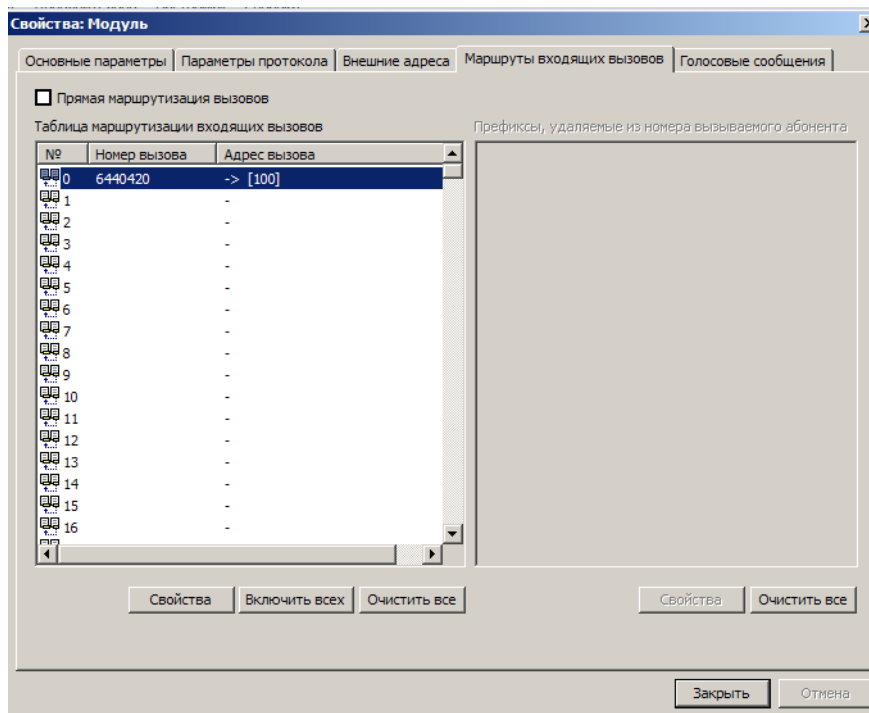 Свойства: Модуль
Основные параметры Параметры протокола Внешние адреса Маршруты входящих вызовов Голосовые сообщения
Прямая маршрутизация вызовов
Таблица маршрутизации входящих вызовов
Префиксы, удаляемые из номера вызываемого абонента
№ Номер вызова Адрес вызова
0 6440420 -> [100]
1 -
2 -
3 -
4 -
5 -
6 -
7 -
8 -
9 -
10 -
11 -
12 -
13 -
14 -
15 -
16 -
Свойства Включить всех Очистить все
Свойства Очистить все
Закрыть Отмена